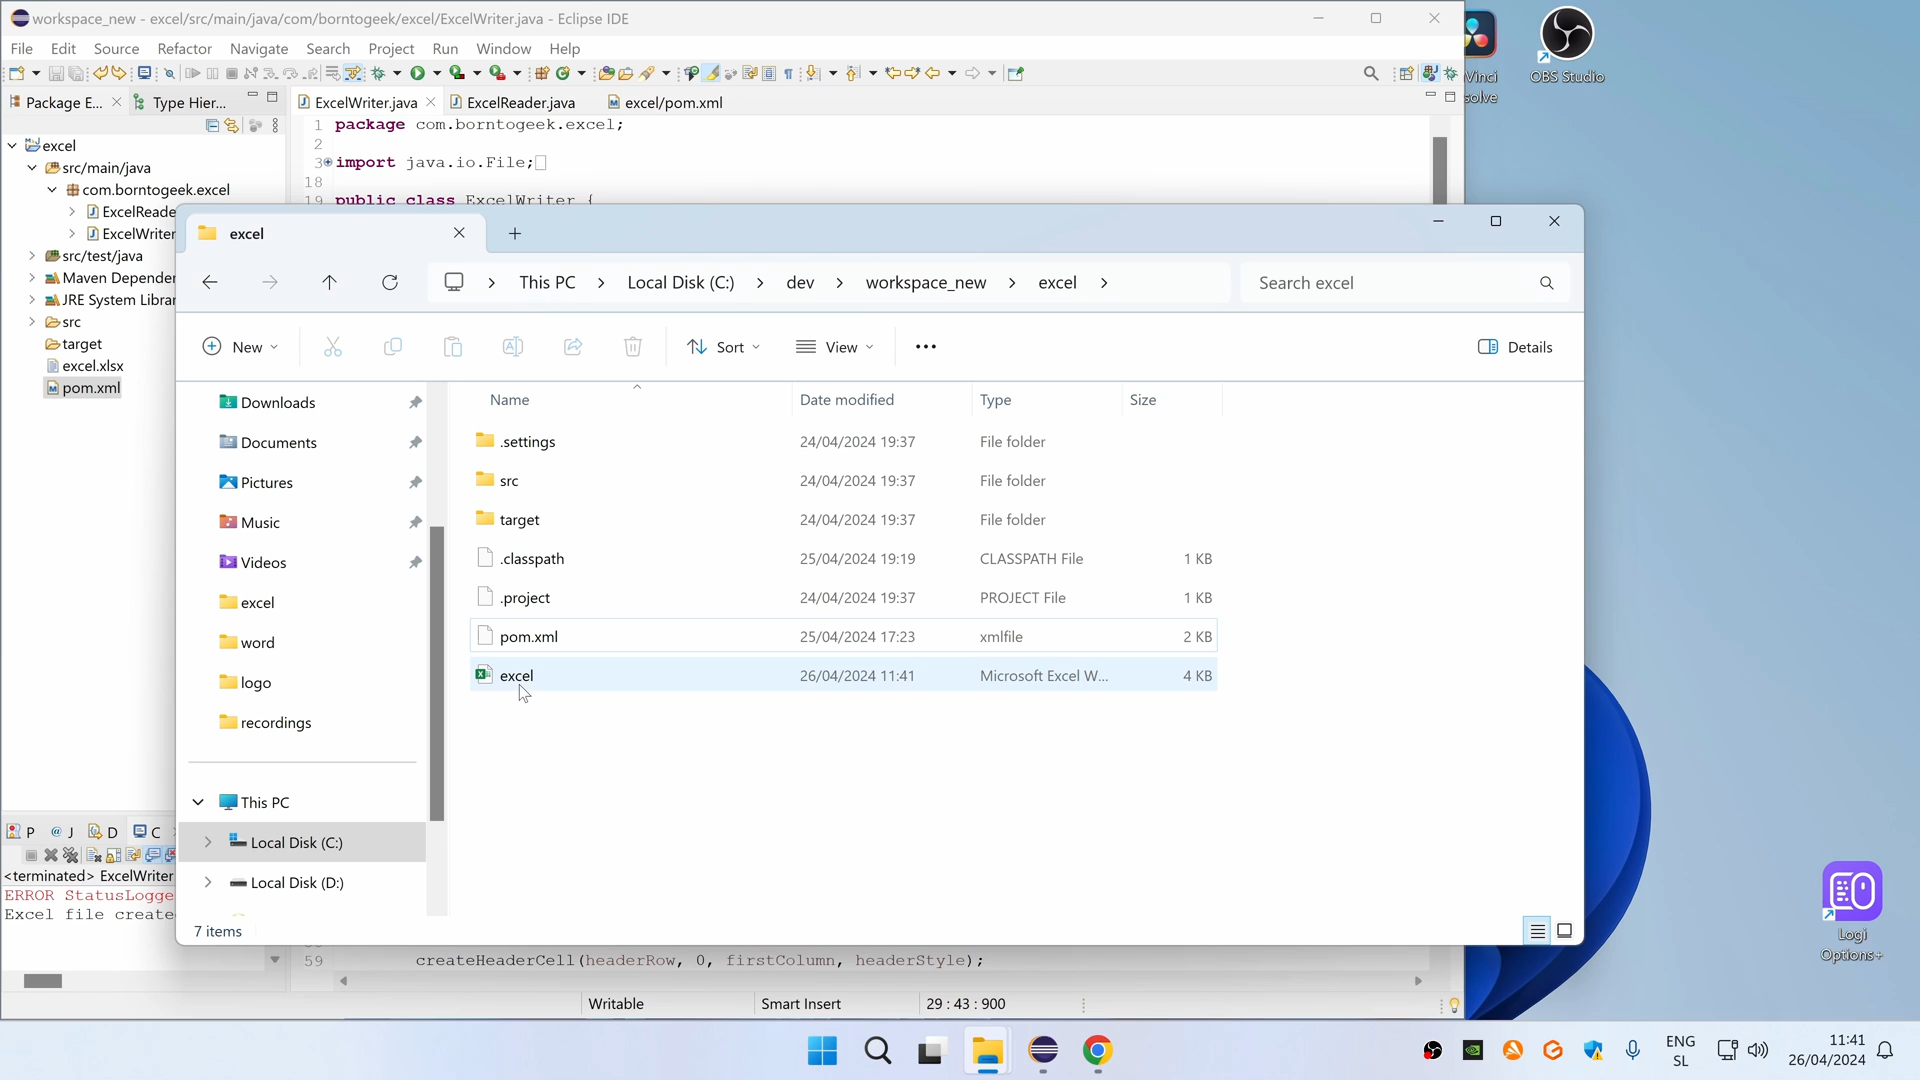 workspace_new - excel/src/main/java/com/borntogeek/excel/ExcelWriter.java - Eclipse IDE
File Edit Source Refactor Navigate Search Project Run Window Help
Package E... Type Hier...
ExcelWriter.java ExcelReader.java excel/pom.xml
excel
src/main/java
com.borntogeek.excel
ExcelReade
ExcelWriter
src/test/java
Maven Depender
JRE System Librar
src
target
excel.xlsx
pom.xml
1 package com.borntogeek.excel;
2
3 import java.io.File;
18
19 public class ExcelWriter {
excel
This PC Local Disk (C:) dev workspace_new excel
Search excel
New Sort View Details
Downloads
Documents
Pictures
Music
Videos
excel
word
logo
recordings
This PC
Local Disk (C:)
Local Disk (D:)
Name Date modified Type Size
.settings 24/04/2024 19:37 File folder
src 24/04/2024 19:37 File folder
target 24/04/2024 19:37 File folder
.classpath 25/04/2024 19:19 CLASSPATH File 1 KB
.project 24/04/2024 19:37 PROJECT File 1 KB
pom.xml 25/04/2024 17:23 xmlfile 2 KB
excel 26/04/2024 11:41 Microsoft Excel W... 4 KB
7 items
P J D C
<terminated> ExcelWriter
ERROR StatusLogge
Excel file create
59 createHeaderCell(headerRow, 0, firstColumn, headerStyle);
Writable Smart Insert 29 : 43 : 900
Vinci
solve
OBS Studio
Logi
Options+
ENG
SL
11:41
26/04/2024